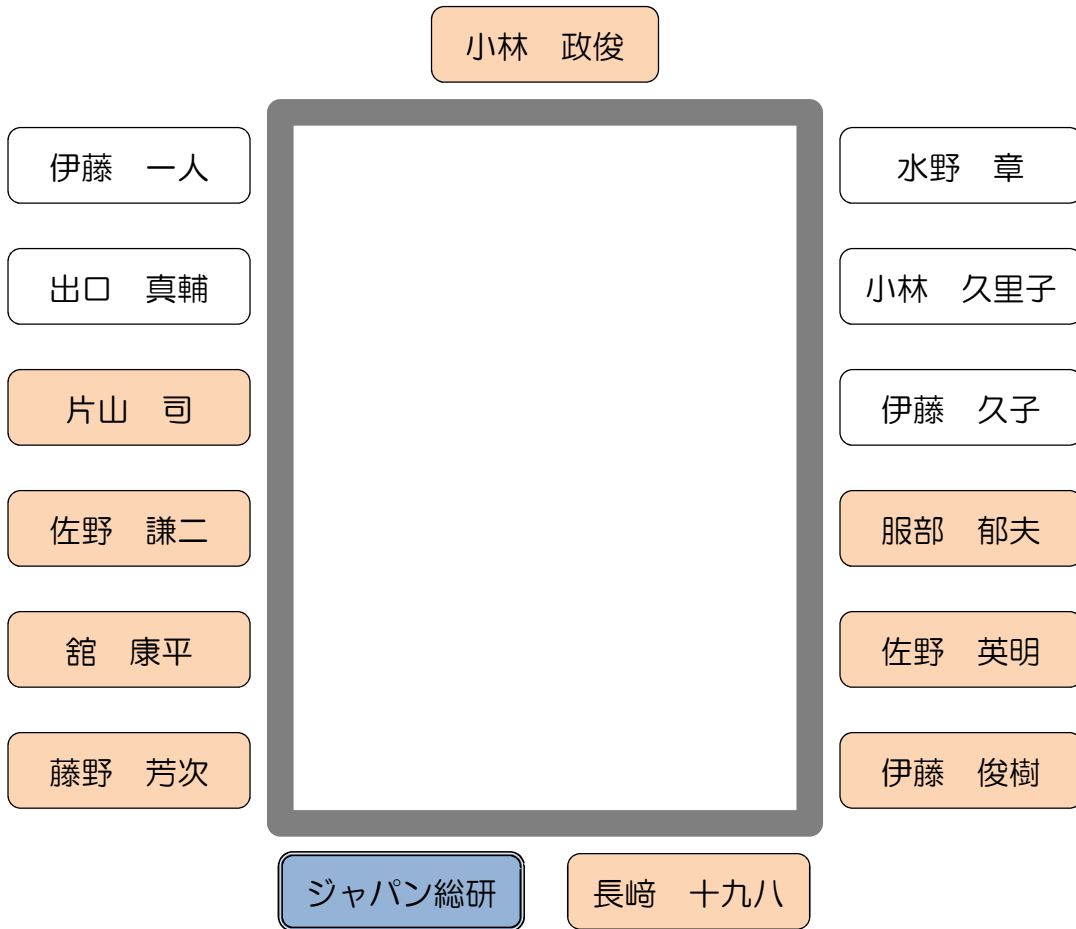 小林　政俊
伊藤　一人
水野　章
出口　真輔
小林　久里子
片山　司
伊藤　久子
佐野　謙二
服部　郁夫
舘　康平
佐野　英明
藤野　芳次
伊藤　俊樹
ジャパン総研
長﨑　十九八